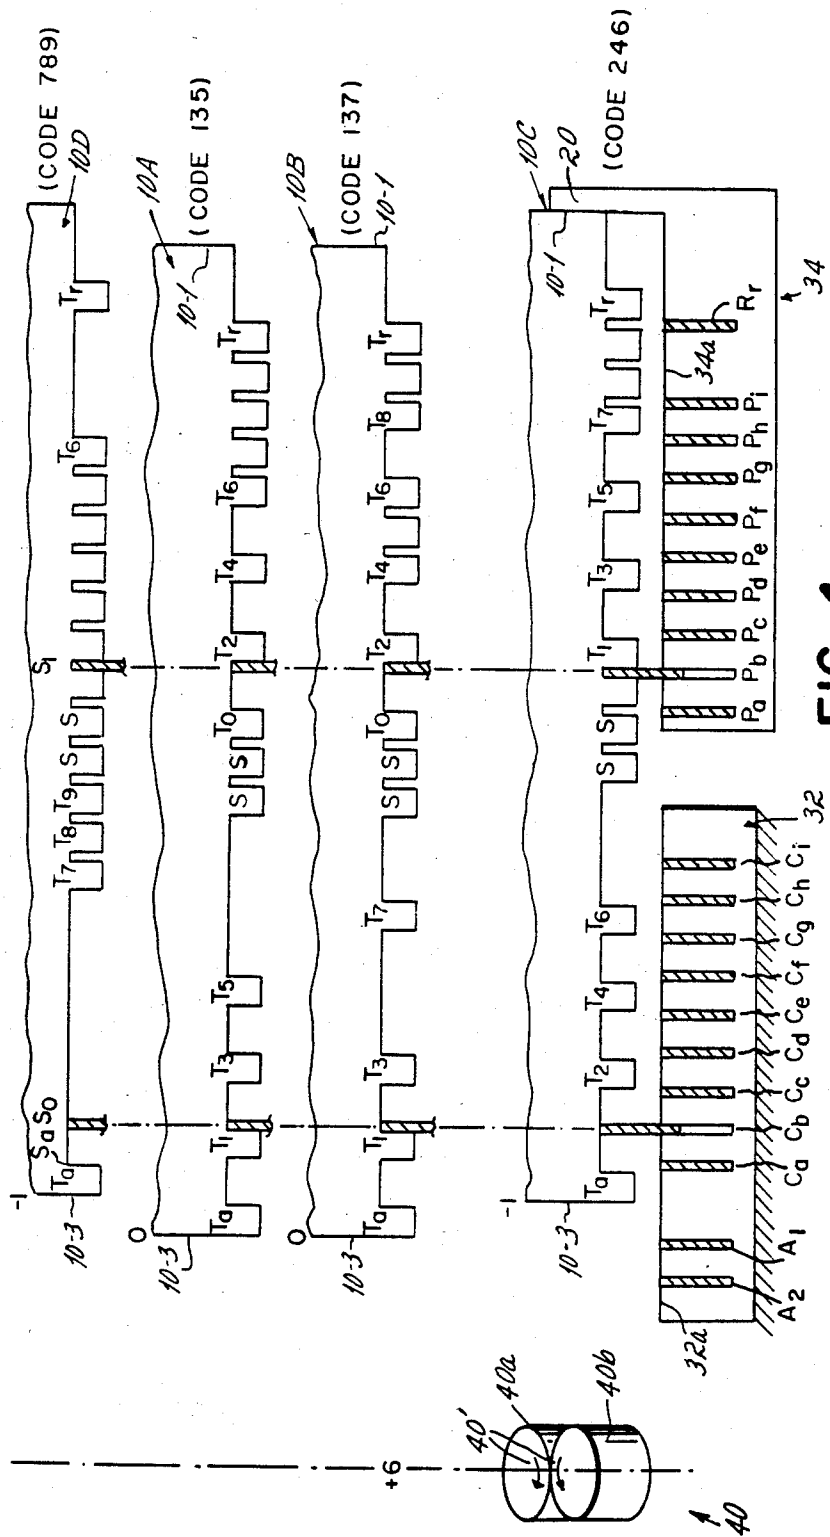 (CODE 789)
10D
-1
10-3
Ta
Sa S0
T7
T8
T9
S
S
S1
T6
Tr
(CODE 135)
10A
10-1
0
10-3
Ta
T1
T3
T5
S
S
T0
T2
T4
T6
Tr
(CODE 137)
10B
10-1
0
10-3
Ta
T1
T3
T7
S
S
T0
T2
T4
T6
T8
Tr
(CODE 246)
10C
20
10-1
-1
10-3
Ta
T2
T4
T6
S
S
T1
T3
T5
T7
Tr
+6
40'
40a
40b
40
32a
A2
A1
Ca
Cb
Cc
Cd
Ce
Cf
Cg
Ch
Ci
32
Pa
Pb
Pc
Pd
Pe
Pf
Pg
Ph
Pi
34a
Rr
34